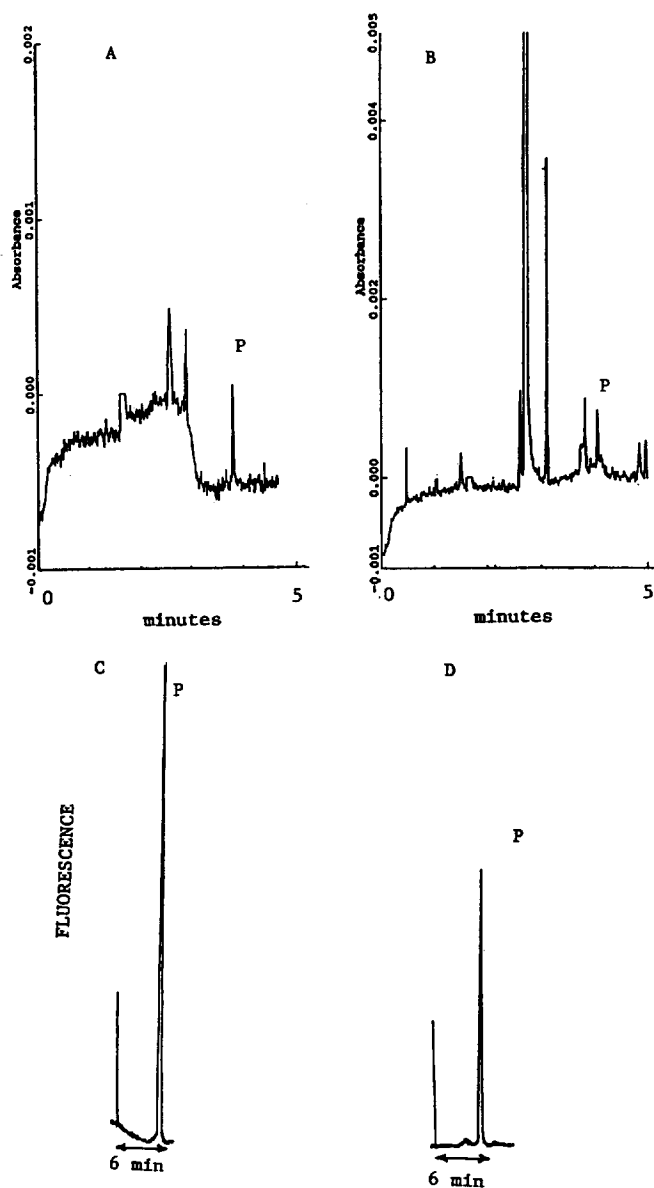 A
0.002
0.001
0.000
-0.001
Absorbance
P
0
5
minutes
B
0.005
0.004
0.002
0.000
-0.001
Absorbance
P
0
5
minutes
C
P
FLUORESCENCE
6 min
D
P
6 min